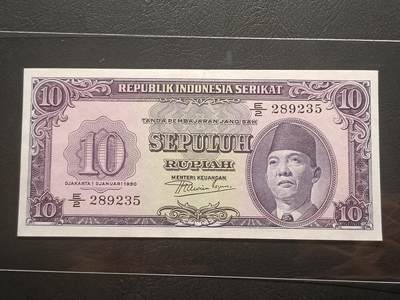 REPUBLIK INDONESIA SERIKAT
10
10
TANDA PEMBAJARAN JANG SAH
E/2 289235
10
SEPULUH
RUPIAH
DJAKARTA 1 DJANUARI 1950
MENTERI KEUANGAN
E/2 289235
10
10